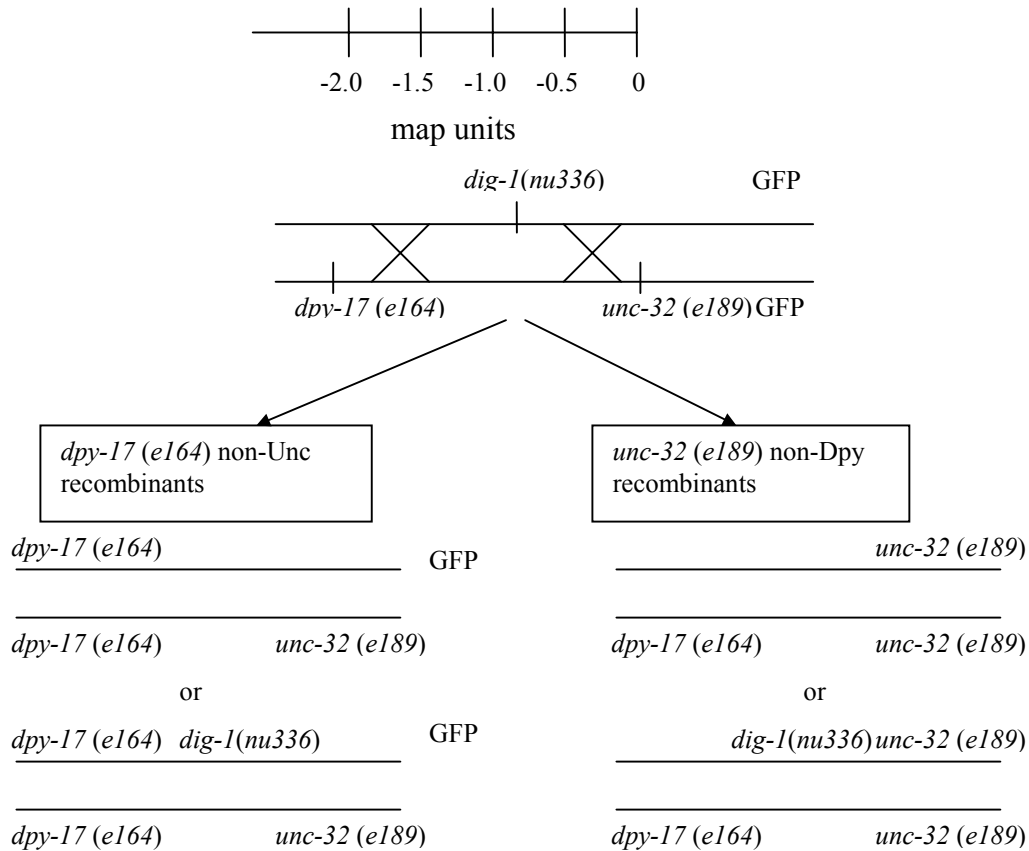 -2.0 -1.5 -1.0 -0.5 0
map units
dig-1(nu336) GFP
dpy-17 (e164) unc-32 (e189) GFP
dpy-17 (e164) non-Unc
recombinants
unc-32 (e189) non-Dpy
recombinants
dpy-17 (e164) GFP unc-32 (e189)
dpy-17 (e164) unc-32 (e189) dpy-17 (e164) unc-32 (e189)
or or
dpy-17 (e164) dig-1(nu336) GFP dig-1(nu336) unc-32 (e189)
dpy-17 (e164) unc-32 (e189) dpy-17 (e164) unc-32 (e189)